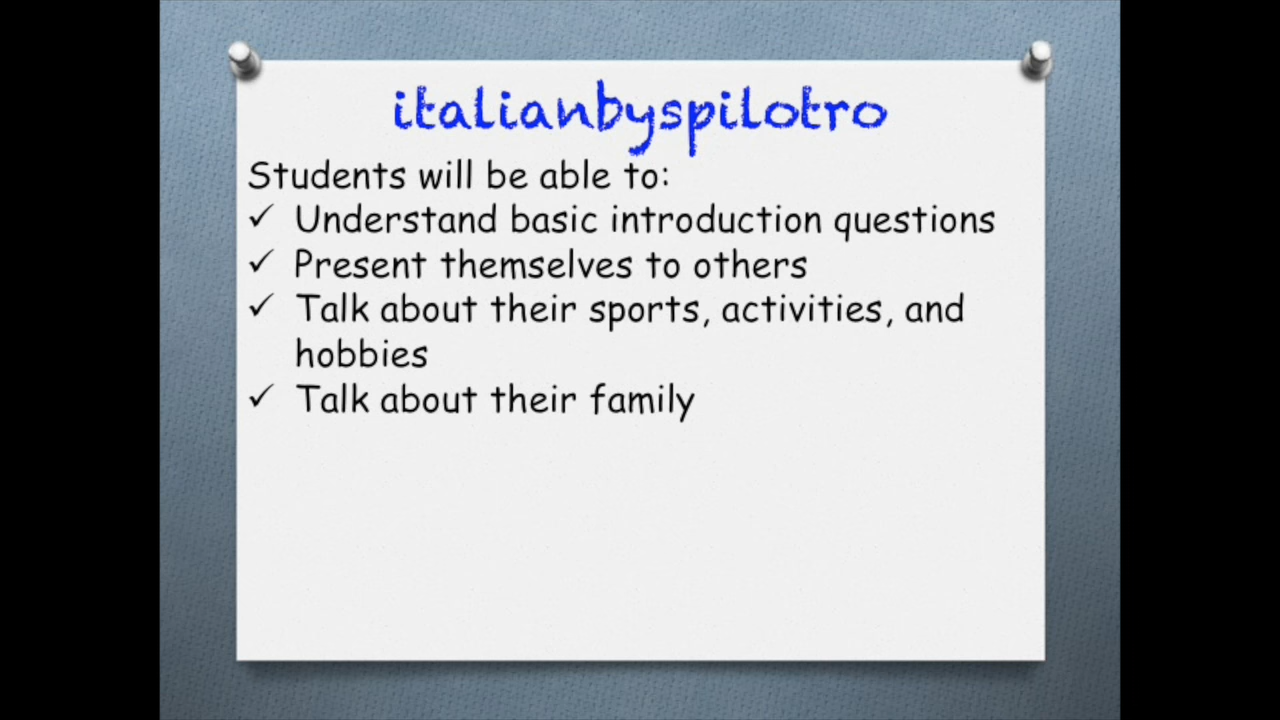 italianbyspilotro
Students will be able to:
✓ Understand basic introduction questions
✓ Present themselves to others
✓ Talk about their sports, activities, and
hobbies
✓ Talk about their family